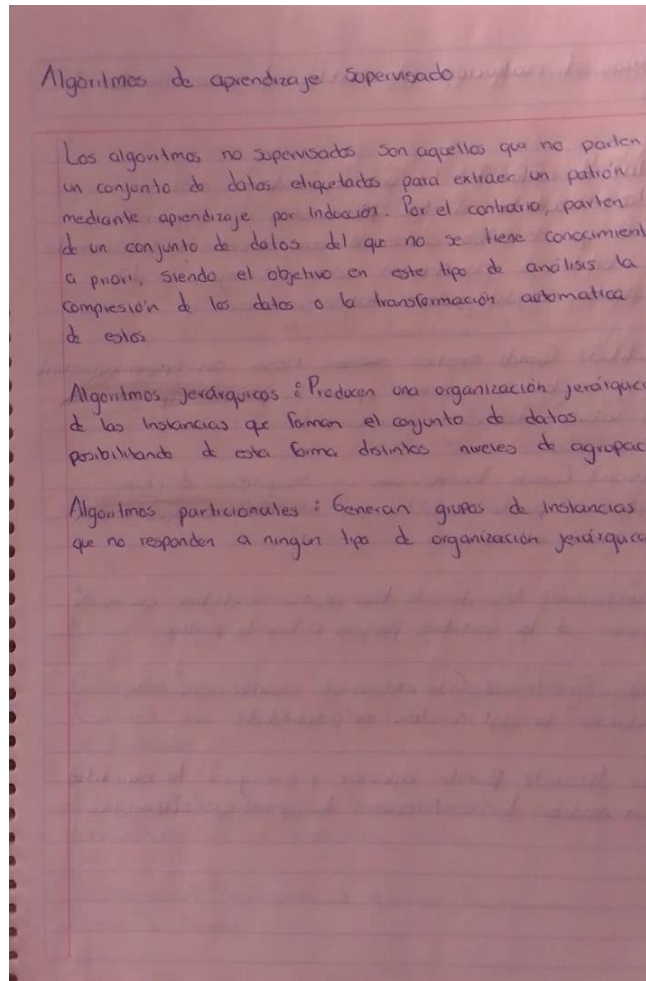 Algoritmos de aprendizaje Supervisado
Los algoritmos no supervisados son aquellos que no parten
un conjunto de datos etiquetados para extraer un patrón
mediante aprendizaje por inducción. Por el contrario, parten
de un conjunto de datos del que no se tiene conocimient
a priori, siendo el objetivo en este tipo de análisis la
compresión de los datos o la transformación automatica
de estos
Algoritmos jerárquicos : Producen una organización jerárquic
de las instancias que forman el conjunto de datos
posibilitando de esta forma distintos niveles de agrupac
Algoritmos particionales : Generan grupos de instancias
que no responden a ningún tipo de organización jerárquica